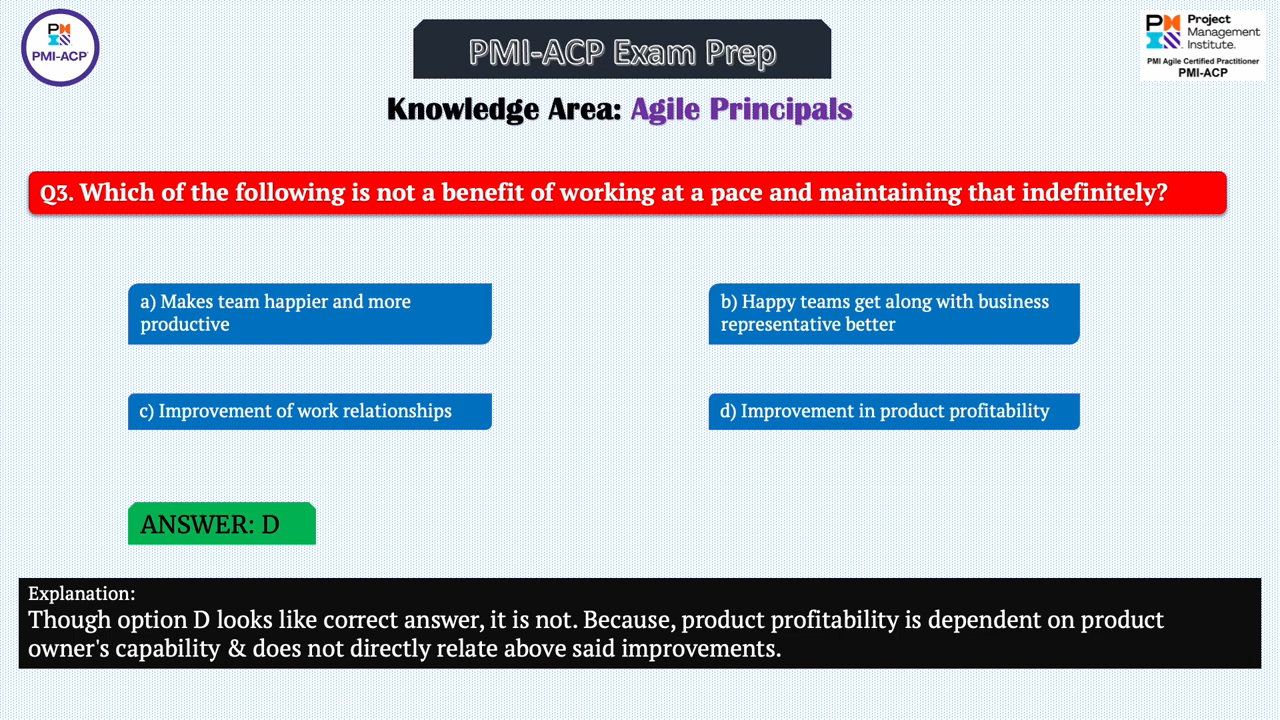 PMI-ACP
PMI-ACP Exam Prep
Project
Management
Institute.
PMI Agile Certified Practitioner
PMI-ACP
Knowledge Area: Agile Principals
Q3. Which of the following is not a benefit of working at a pace and maintaining that indefinitely?
a) Makes team happier and more
productive
b) Happy teams get along with business
representative better
c) Improvement of work relationships
d) Improvement in product profitability
ANSWER: D
Explanation:
Though option D looks like correct answer, it is not. Because, product profitability is dependent on product
owner's capability & does not directly relate above said improvements.